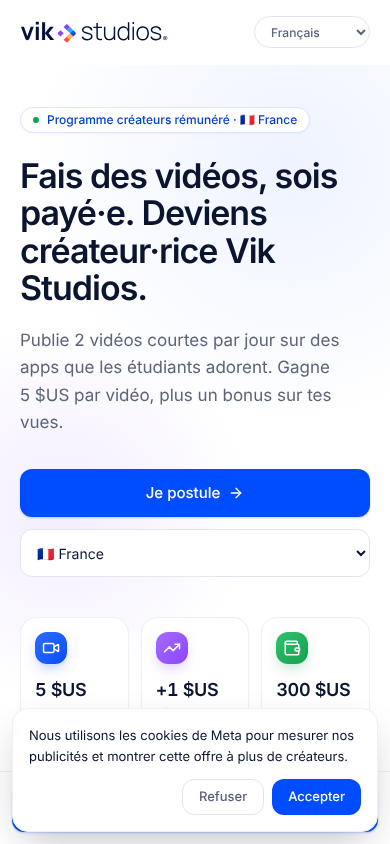 vik studios®
Français
Programme créateurs rémunéré · 🇫🇷 France
Fais des vidéos, sois
payé·e. Deviens
créateur·rice Vik
Studios.
Publie 2 vidéos courtes par jour sur des
apps que les étudiants adorent. Gagne
5 $US par vidéo, plus un bonus sur tes
vues.
Je postule →
🇫🇷 France
5 $US
+1 $US
300 $US
Nous utilisons les cookies de Meta pour mesurer nos
publicités et montrer cette offre à plus de créateurs.
Refuser
Accepter